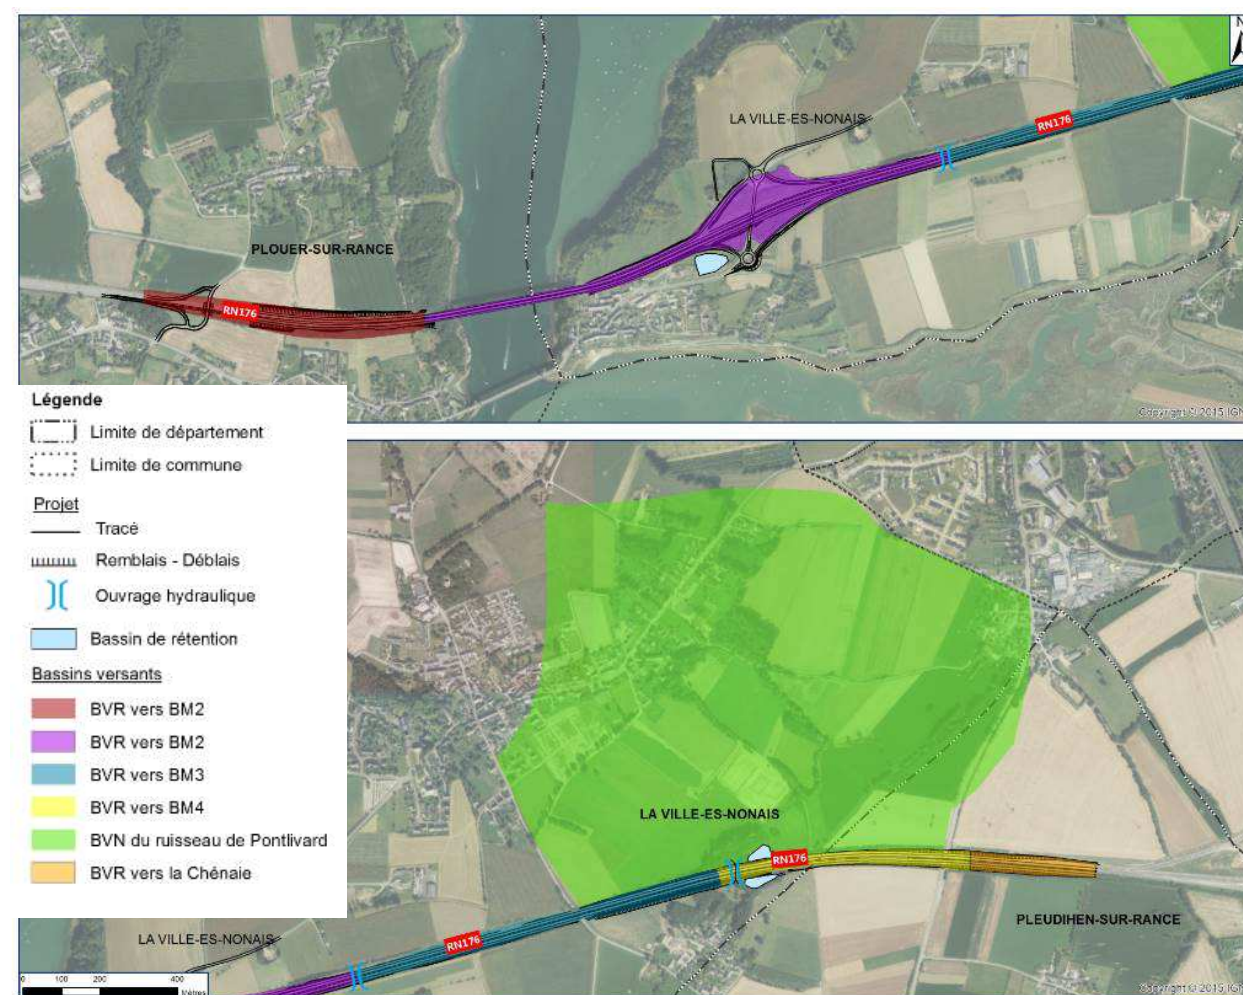 N
LA VILLE-ES-NONAIS
RN176
PLOUER-SUR-RANCE
RN176
Copyright © 2015 IGN
Légende
Limite de département
Limite de commune
Projet
Tracé
Remblais - Déblais
Ouvrage hydraulique
Bassin de rétention
Bassins versants
BVR vers BM2
BVR vers BM2
BVR vers BM3
BVR vers BM4
BVN du ruisseau de Pontlivard
BVR vers la Chênaie
LA VILLE-ES-NONAIS
RN176
PLEUDIHEN-SUR-RANCE
LA VILLE-ES-NONAIS
RN176
0 100 200 400
Mètres
Copyright © 2015 IGN